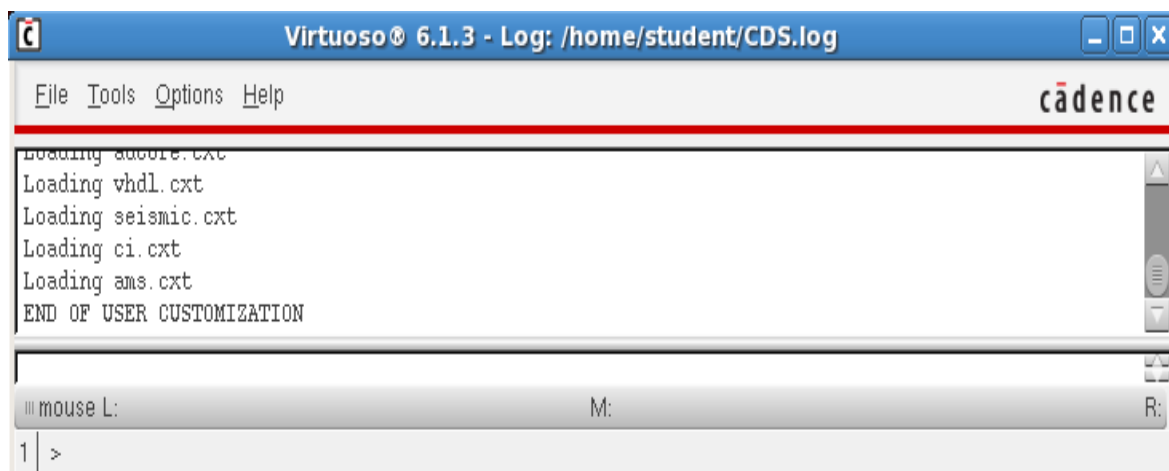 Virtuoso® 6.1.3 - Log: /home/student/CDS.log
File Tools Options Help
cādence
Loading
Loading vhdl.cxt
Loading seismic.cxt
Loading ci.cxt
Loading ams.cxt
END OF USER CUSTOMIZATION
mouse L: M: R:
1 >